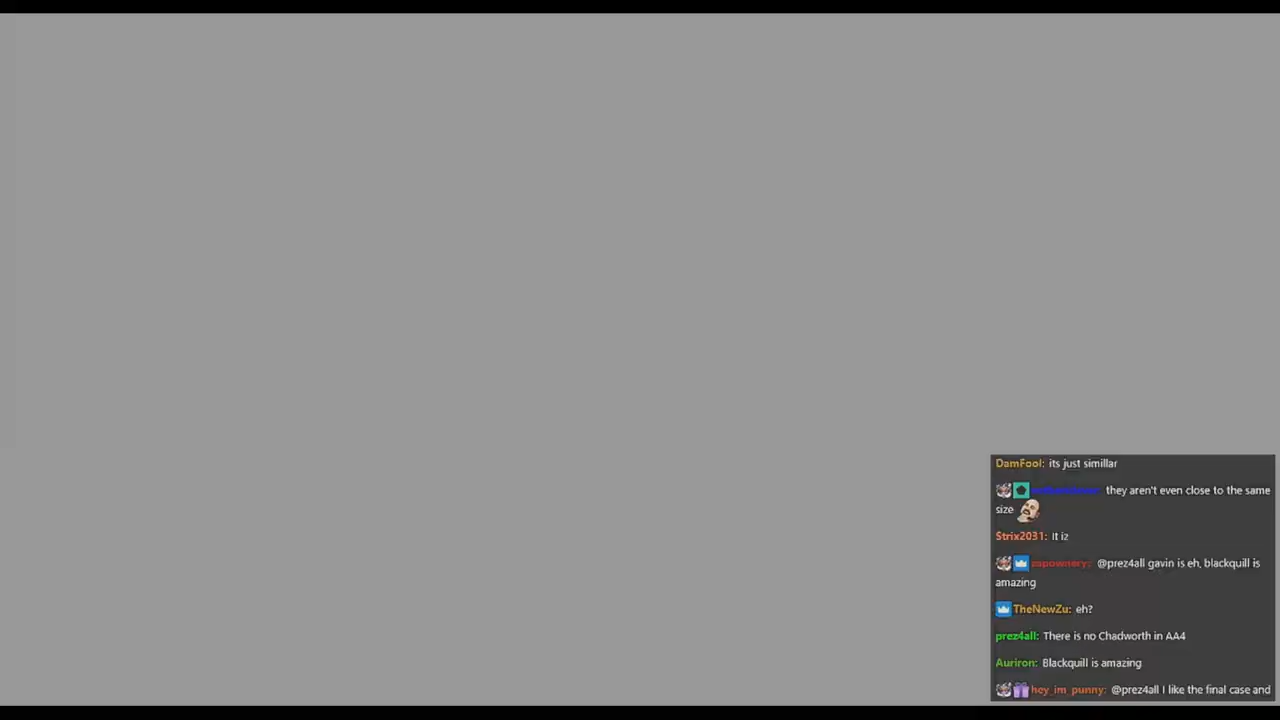 DamFool: its just simillar
they aren't even close to the same
size
Strix2031: It iz
zapownery: @prez4all gavin is eh, blackquill is
amazing
TheNewZu: eh?
prez4all: There is no Chadworth in AA4
Auriron: Blackquill is amazing
hey_im_punny: @prez4all I like the final case and